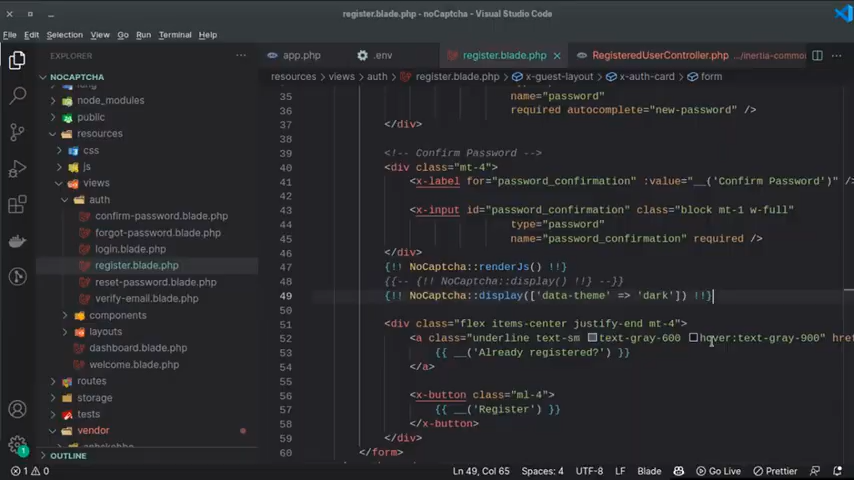 register.blade.php - noCaptcha - Visual Studio Code
File Edit Selection View Go Run Terminal Help
EXPLORER
app.php
.env
register.blade.php
RegisteredUserController.php .../inertia-common
NOCAPTCHA
resources > views > auth > register.blade.php > x-guest-layout > x-auth-card > form
node_modules
public
resources
css
js
views
auth
confirm-password.blade.php
forgot-password.blade.php
login.blade.php
register.blade.php
reset-password.blade.php
verify-email.blade.php
components
layouts
dashboard.blade.php
welcome.blade.php
routes
storage
tests
vendor
OUTLINE
35 name="password"
36 required autocomplete="new-password" />
37 </div>
38
39 <!-- Confirm Password -->
40 <div class="mt-4">
41 <x-label for="password_confirmation" :value="__('Confirm Password')" />
42
43 <x-input id="password_confirmation" class="block mt-1 w-full"
44 type="password"
45 name="password_confirmation" required />
46 </div>
47 {!! NoCaptcha::renderJs() !!}
48 {{-- {!! NoCaptcha::display() !!} --}}
49 {!! NoCaptcha::display(['data-theme' => 'dark']) !!}
50
51 <div class="flex items-center justify-end mt-4">
52 <a class="underline text-sm text-gray-600 hover:text-gray-900" href
53 {{ __('Already registered?') }}
54 </a>
55
56 <x-button class="ml-4">
57 {{ __('Register') }}
58 </x-button>
59 </div>
60 </form>
1 0
Ln 49, Col 65 Spaces: 4 UTF-8 LF Blade Go Live Prettier
1